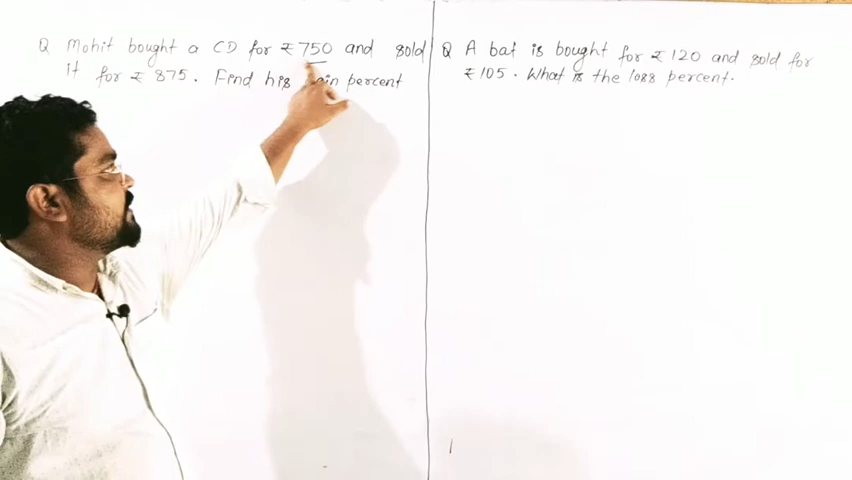 Q Mohit bought a CD for ₹ 750 and sold
it for ₹ 875. Find his gain percent
Q A bat is bought for ₹ 120 and sold for
₹ 105. What is the loss percent.